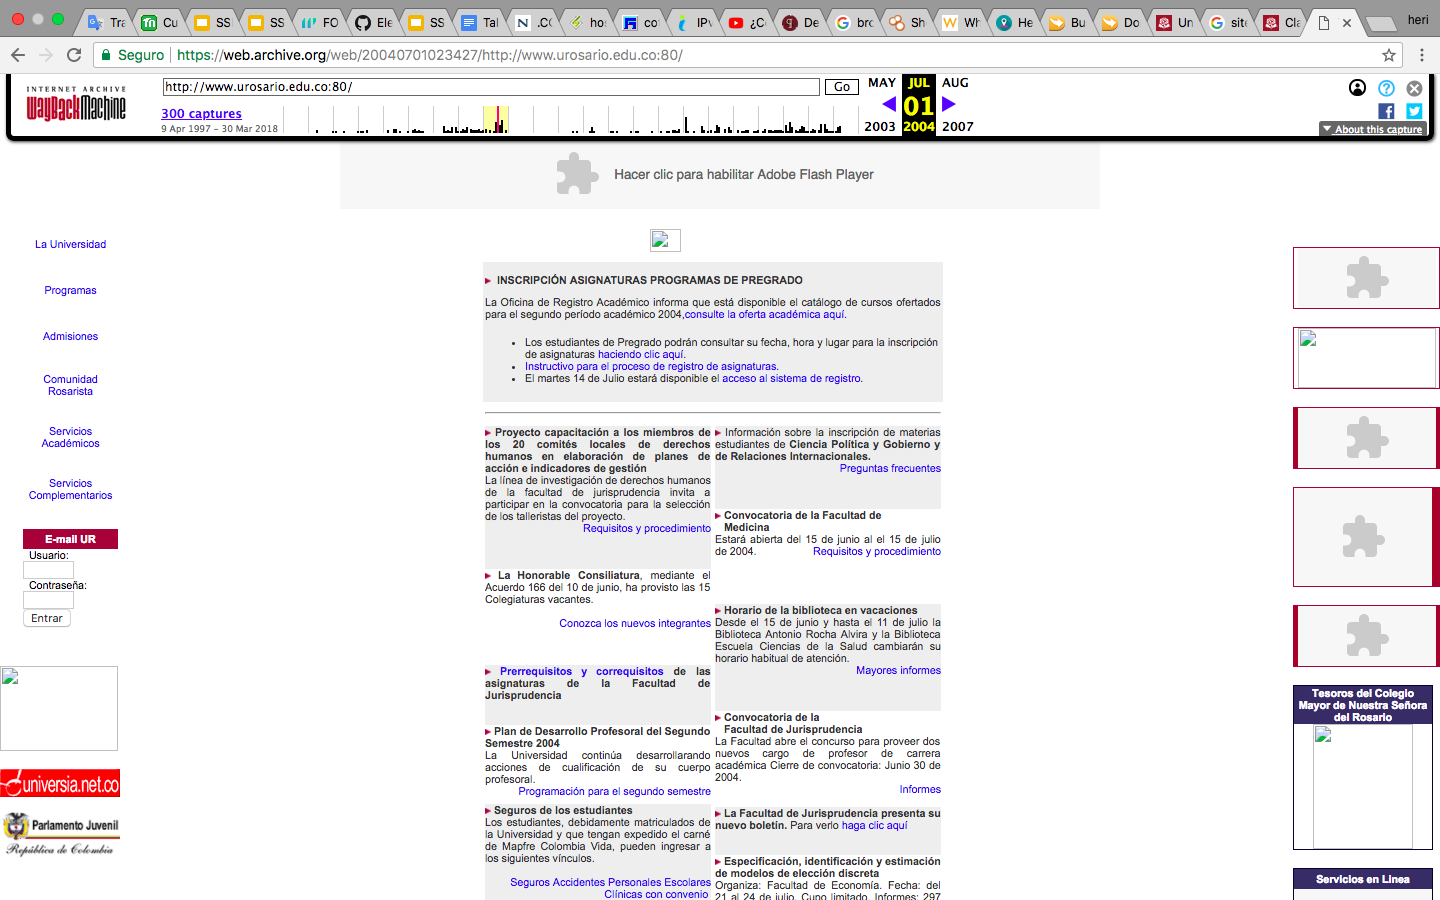 Tra
Cu
SS
SS
FO
Ele
SS
Tal
.CC
ho
co
IPv
¿C
De
bro
Sh
Wh
He
Bu
Do
Un
site
Cla
heri
Seguro
https://web.archive.org/web/20040701023427/http://www.urosario.edu.co:80/
INTERNET ARCHIVE
WayBackMachine
http://www.urosario.edu.co:80/
Go
300 captures
9 Apr 1997 – 30 Mar 2018
MAY JUL AUG
01
2003 2004 2007
About this capture
Hacer clic para habilitar Adobe Flash Player
La Universidad
Programas
Admisiones
Comunidad
Rosarista
Servicios
Académicos
Servicios
Complementarios
E-mail UR
Usuario:
Contraseña:
Entrar
universia.net.co
Parlamento Juvenil
República de Colombia
INSCRIPCIÓN ASIGNATURAS PROGRAMAS DE PREGRADO
La Oficina de Registro Académico informa que está disponible el catálogo de cursos ofertados
para el segundo período académico 2004,consulte la oferta académica aquí.
• Los estudiantes de Pregrado podrán consultar su fecha, hora y lugar para la inscripción
de asignaturas haciendo clic aquí.
• Instructivo para el proceso de registro de asignaturas.
• El martes 14 de Julio estará disponible el acceso al sistema de registro.
Proyecto capacitación a los miembros de
los 20 comités locales de derechos
humanos en elaboración de planes de
acción e indicadores de gestión
La línea de investigación de derechos humanos
de la facultad de jurisprudencia invita a
participar en la convocatoria para la selección
de los talleristas del proyecto.
Requisitos y procedimiento
La Honorable Consiliatura, mediante el
Acuerdo 166 del 10 de junio, ha provisto las 15
Colegiaturas vacantes.
Conozca los nuevos integrantes
Prerrequisitos y correquisitos de las
asignaturas de la Facultad de
Jurisprudencia
Plan de Desarrollo Profesoral del Segundo
Semestre 2004
La Universidad continúa desarrollando
acciones de cualificación de su cuerpo
profesoral.
Programación para el segundo semestre
Seguros de los estudiantes
Los estudiantes, debidamente matriculados de
la Universidad y que tengan expedido el carné
de Mapfre Colombia Vida, pueden ingresar a
los siguientes vínculos.
Seguros Accidentes Personales Escolares
Clínicas con convenio
Información sobre la inscripción de materias
estudiantes de Ciencia Política y Gobierno y
de Relaciones Internacionales.
Preguntas frecuentes
Convocatoria de la Facultad de
Medicina
Estará abierta del 15 de junio al el 15 de julio
de 2004. Requisitos y procedimiento
Horario de la biblioteca en vacaciones
Desde el 15 de junio y hasta el 11 de julio la
Biblioteca Antonio Rocha Alvira y la Biblioteca
Escuela Ciencias de la Salud cambiarán su
horario habitual de atención.
Mayores informes
Convocatoria de la
Facultad de Jurisprudencia
La Facultad abre el concurso para proveer dos
nuevos cargo de profesor de carrera
académica Cierre de convocatoria: Junio 30 de
2004.
Informes
La Facultad de Jurisprudencia presenta su
nuevo boletín. Para verlo haga clic aquí
Especificación, identificación y estimación
de modelos de elección discreta
Organiza: Facultad de Economía. Fecha: del
21 al 24 de julio. Cupo limitado. Informes: 297
Tesoros del Colegio
Mayor de Nuestra Señora
del Rosario
Servicios en Linea